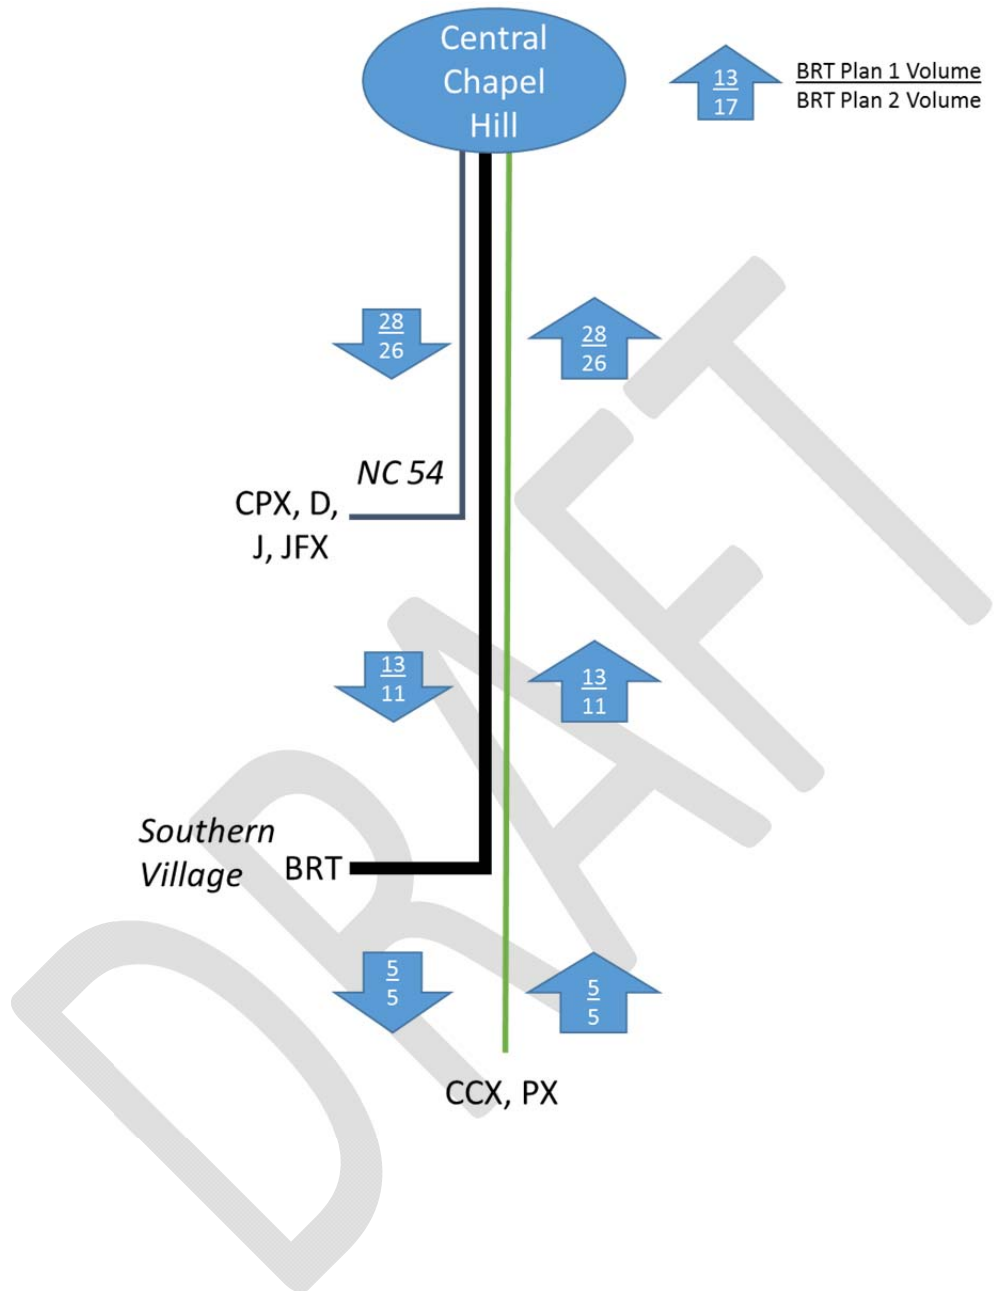 Central
Chapel
Hill
13
17
BRT Plan 1 Volume
BRT Plan 2 Volume
28
26
28
26
NC 54
CPX, D,
J, JFX
13
11
13
11
Southern
Village
BRT
5
5
5
5
CCX, PX
DRAFT